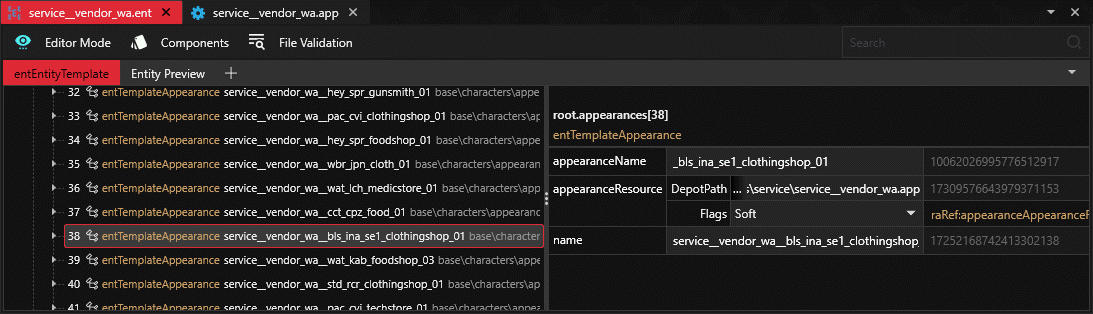 service__vendor_wa.ent service__vendor_wa.app
Editor Mode Components File Validation Search
entEntityTemplate Entity Preview
32 entTemplateAppearance service__vendor_wa__hey_spr_gunsmith_01 base\characters\appe
33 entTemplateAppearance service__vendor_wa__pac_cvi_clothingshop_01 base\characters\ap
34 entTemplateAppearance service__vendor_wa__hey_spr_foodshop_01 base\characters\appe
35 entTemplateAppearance service__vendor_wa__wbr_jpn_cloth_01 base\characters\appearan
36 entTemplateAppearance service__vendor_wa__wat_lch_medicstore_01 base\characters\ap
37 entTemplateAppearance service__vendor_wa__cct_cpz_food_01 base\characters\appearanc
38 entTemplateAppearance service__vendor_wa__bls_ina_se1_clothingshop_01 base\character
39 entTemplateAppearance service__vendor_wa__wat_kab_foodshop_03 base\characters\app
40 entTemplateAppearance service__vendor_wa__std_rcr_clothingshop_01 base\characters\ap
41 entTemplateAppearance service__vendor_wa__pac_cvi_techstore_01 base\characters\appe
root.appearances[38]
entTemplateAppearance
appearanceName _bls_ina_se1_clothingshop_01 10062026995776512917
appearanceResource DepotPath ... :\service\service__vendor_wa.app 17309576643979371153
Flags Soft raRef:appearanceAppearanceF
name service__vendor_wa__bls_ina_se1_clothingshop_ 17252168742413302138